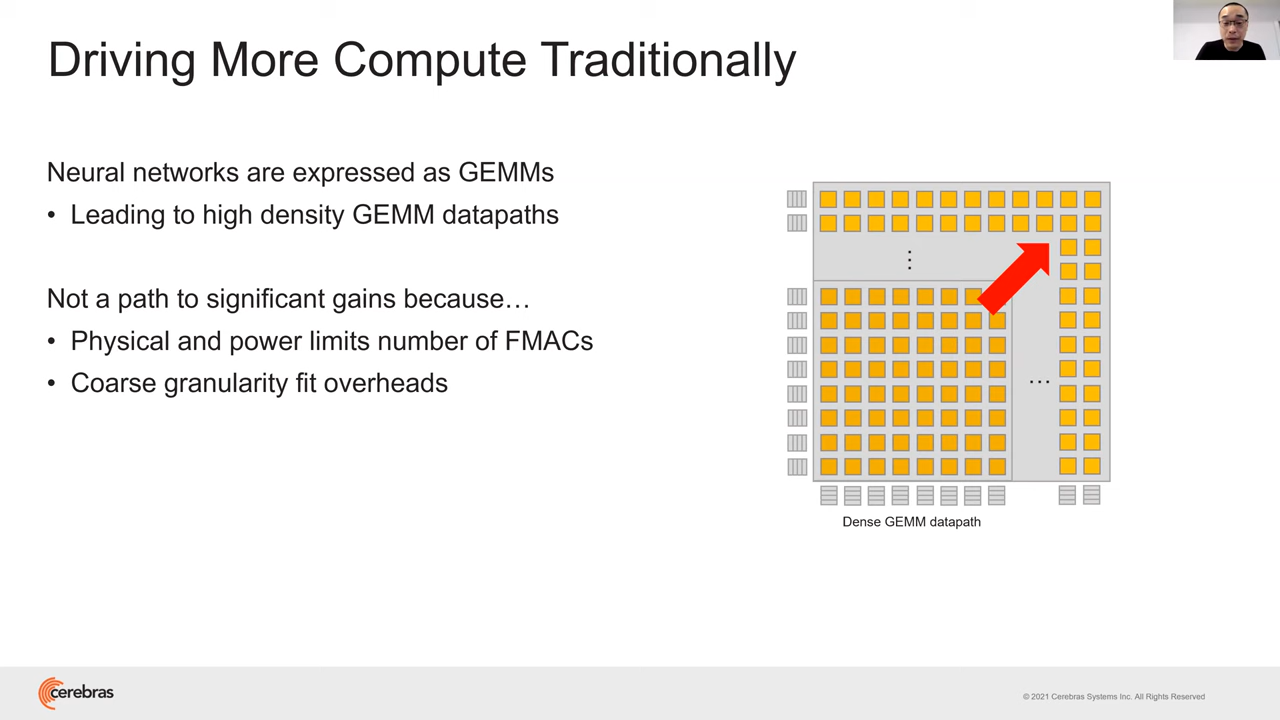 Driving More Compute Traditionally
Neural networks are expressed as GEMMs
• Leading to high density GEMM datapaths
Not a path to significant gains because…
• Physical and power limits number of FMACs
• Coarse granularity fit overheads
⋮
…
Dense GEMM datapath
cerebras
© 2021 Cerebras Systems Inc. All Rights Reserved